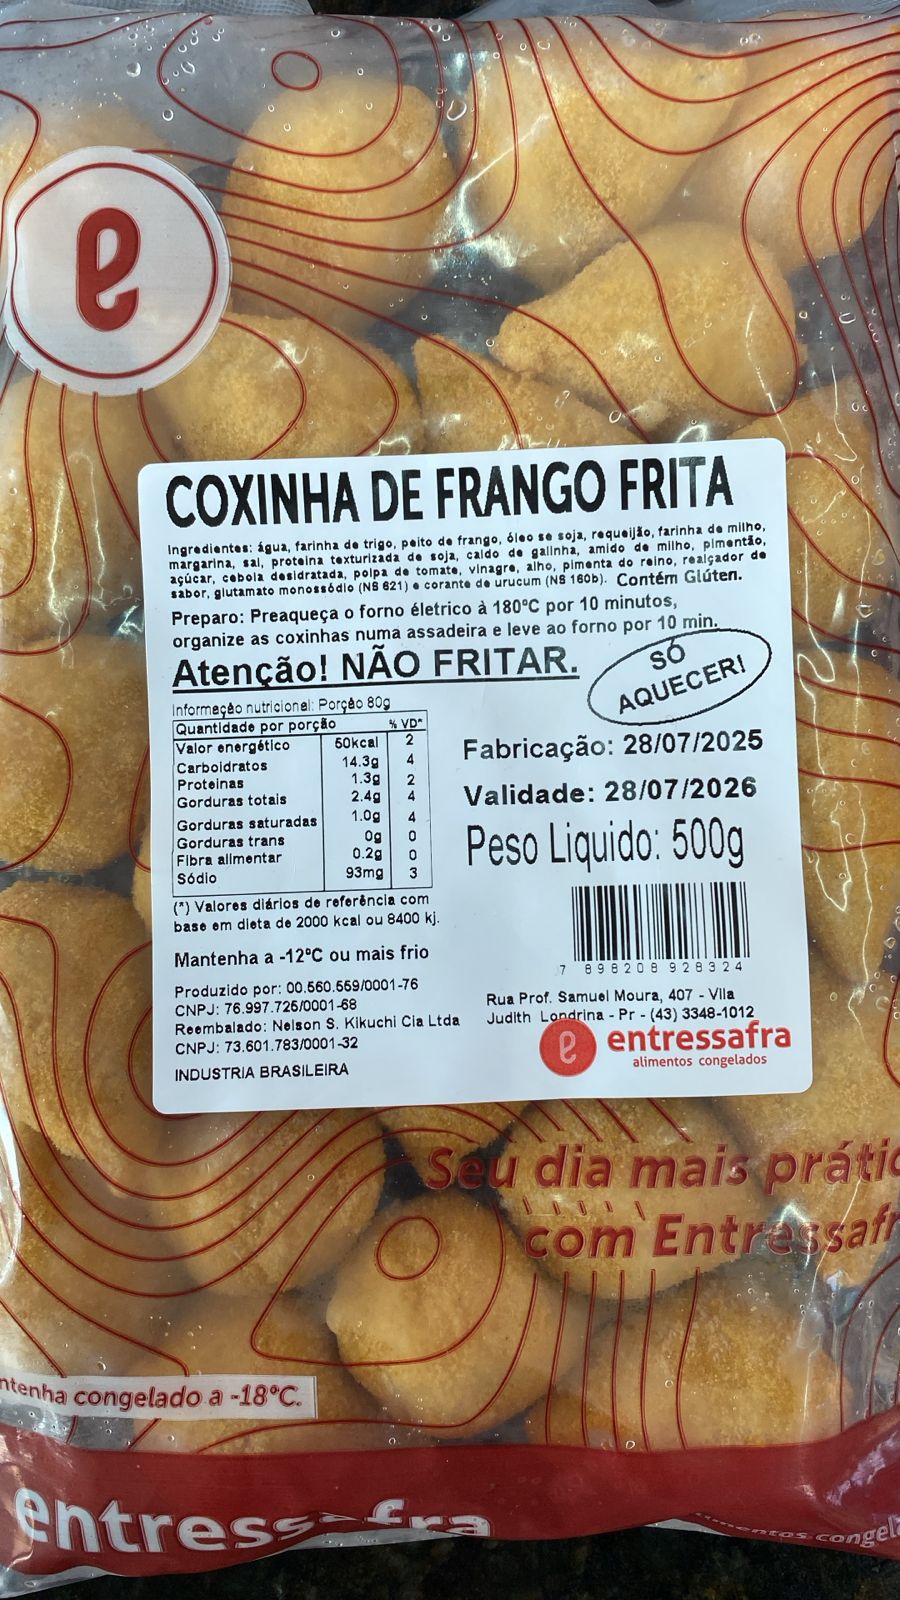 e
COXINHA DE FRANGO FRITA
Ingredientes: água, farinha de trigo, peito de frango, óleo se soja, requeijão, farinha de milho,
margarina, sal, proteina texturizada de soja, caldo de galinha, amido de milho, pimentão,
açúcar, cebola desidratada, polpa de tomate, vinagre, alho, pimenta do reino, realçador de
sabor, glutamato monossódio (NS 621) e corante de urucum (NS 160b). Contém Glúten.
Preparo: Preaqueça o forno életrico à 180ºC por 10 minutos,
organize as coxinhas numa assadeira e leve ao forno por 10 min.
Atenção! NÃO FRITAR.
SÓ
AQUECER!
Informação nutricional: Porção 80g
Quantidade por porção % VD*
Valor energético 50kcal 2
Carboidratos 14.3g 4
Proteinas 1.3g 2
Gorduras totais 2.4g 4
Gorduras saturadas 1.0g 4
Gorduras trans 0g 0
Fibra alimentar 0.2g 0
Sódio 93mg 3
(*) Valores diários de referência com
base em dieta de 2000 kcal ou 8400 kj.
Mantenha a -12ºC ou mais frio
Produzido por: 00.560.559/0001-76
CNPJ: 76.997.726/0001-68
Reembalado: Nelson S. Kikuchi Cia Ltda
CNPJ: 73.601.783/0001-32
INDUSTRIA BRASILEIRA
Fabricação: 28/07/2025
Validade: 28/07/2026
Peso Liquido: 500g
7 898208 928324
Rua Prof. Samuel Moura, 407 - Vila
Judith Londrina - Pr - (43) 3348-1012
e entressafra
alimentos congelados
Seu dia mais prátic
com Entressafr
ntenha congelado a -18°C.
entressafra
mentos congel